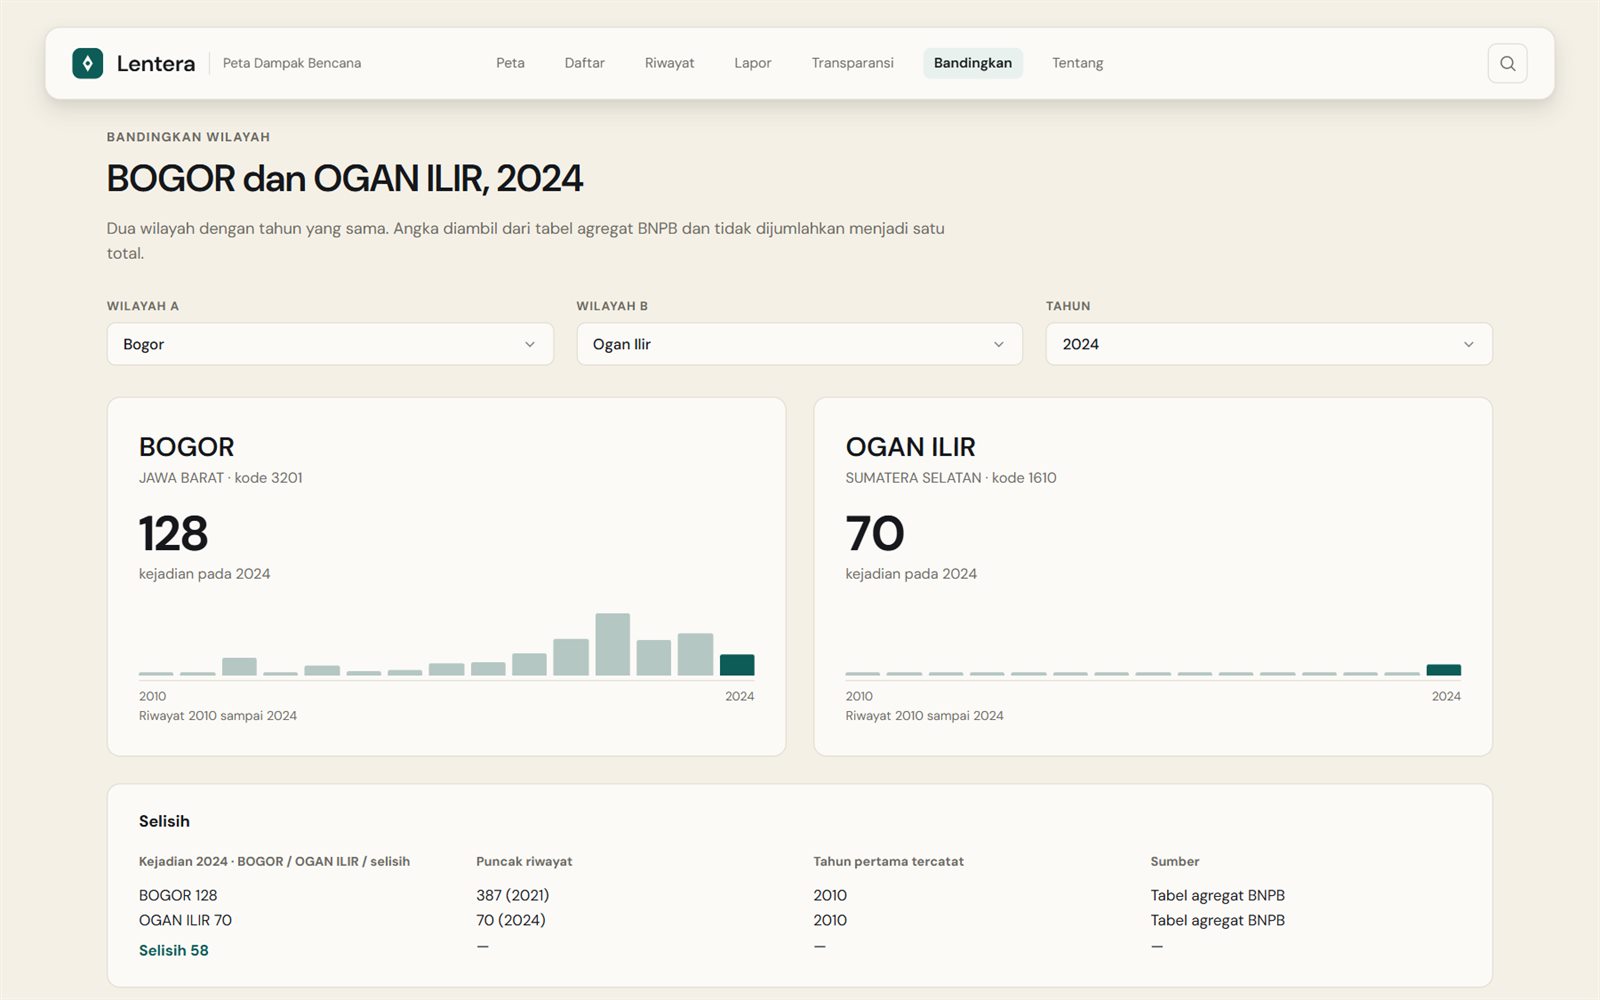 Lentera
Peta Dampak Bencana
Peta
Daftar
Riwayat
Lapor
Transparansi
Bandingkan
Tentang
BANDINGKAN WILAYAH
BOGOR dan OGAN ILIR, 2024
Dua wilayah dengan tahun yang sama. Angka diambil dari tabel agregat BNPB dan tidak dijumlahkan menjadi satu
total.
WILAYAH A
Bogor
WILAYAH B
Ogan Ilir
TAHUN
2024
BOGOR
JAWA BARAT · kode 3201
128
kejadian pada 2024
2010
2024
Riwayat 2010 sampai 2024
OGAN ILIR
SUMATERA SELATAN · kode 1610
70
kejadian pada 2024
2010
2024
Riwayat 2010 sampai 2024
Selisih
Kejadian 2024 · BOGOR / OGAN ILIR / selisih
BOGOR 128
OGAN ILIR 70
Selisih 58
Puncak riwayat
387 (2021)
70 (2024)
—
Tahun pertama tercatat
2010
2010
—
Sumber
Tabel agregat BNPB
Tabel agregat BNPB
—